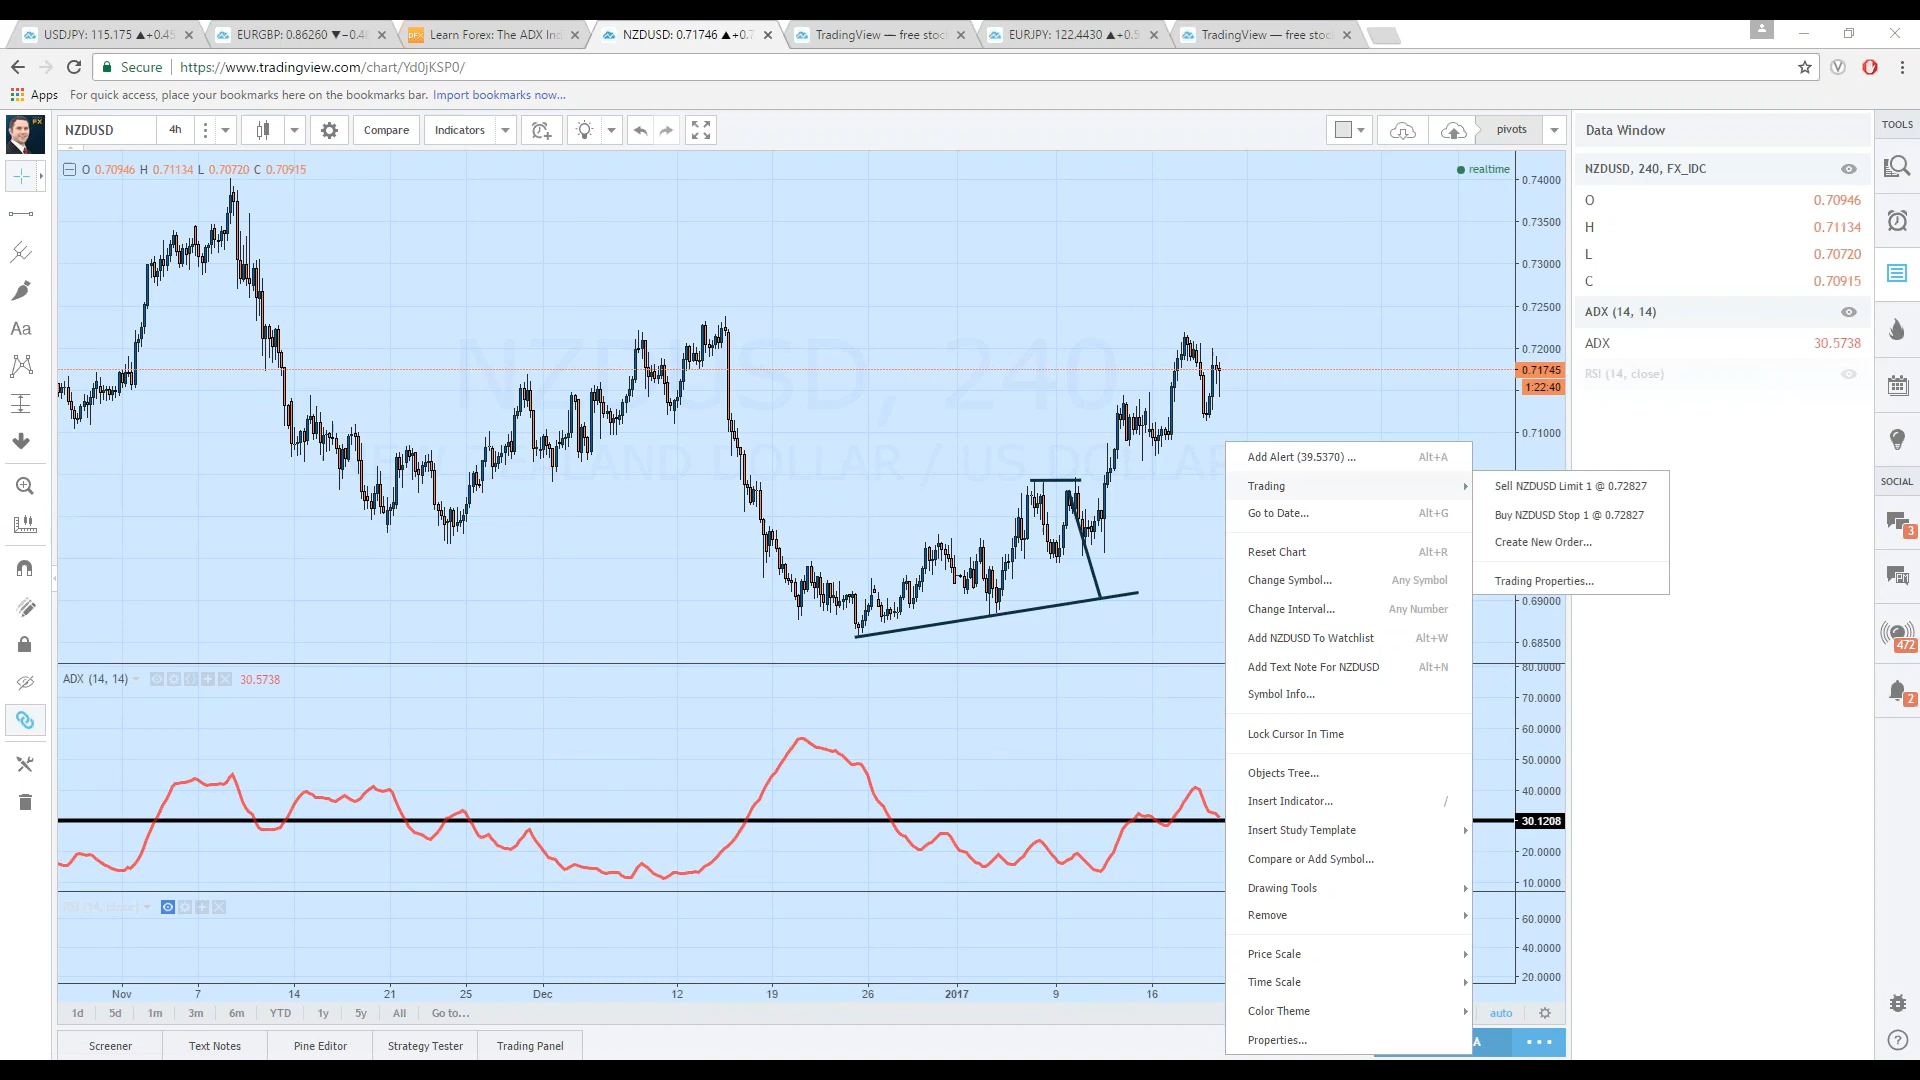 USDJPY: 115.175 ▲+0.45
EURGBP: 0.86260 ▼−0.48
Learn Forex: The ADX Ind
NZDUSD: 0.71746 ▲+0.7
TradingView — free stoc
EURJPY: 122.4430 ▲+0.5
TradingView — free stoc
Secure https://www.tradingview.com/chart/Yd0jKSP0/
Apps For quick access, place your bookmarks here on the bookmarks bar. Import bookmarks now...
NZDUSD 4h Compare Indicators pivots
Data Window
TOOLS
O 0.70946 H 0.71134 L 0.70720 C 0.70915
realtime
NZDUSD, 240, FX_IDC
O 0.70946
H 0.71134
L 0.70720
C 0.70915
ADX (14, 14)
ADX 30.5738
RSI (14, close)
Aa
SOCIAL
3
472
2
NZDUSD, 240
ZEALAND DOLLAR / US DOLLAR
0.74000
0.73500
0.73000
0.72500
0.72000
0.71745
1:22:40
0.71000
0.69000
0.68500
Add Alert (39.5370) ... Alt+A
Trading
Go to Date... Alt+G
Reset Chart Alt+R
Change Symbol... Any Symbol
Change Interval... Any Number
Add NZDUSD To Watchlist Alt+W
Add Text Note For NZDUSD Alt+N
Symbol Info...
Lock Cursor In Time
Objects Tree...
Insert Indicator... /
Insert Study Template
Compare or Add Symbol...
Drawing Tools
Remove
Price Scale
Time Scale
Color Theme
Properties...
Sell NZDUSD Limit 1 @ 0.72827
Buy NZDUSD Stop 1 @ 0.72827
Create New Order...
Trading Properties...
ADX (14, 14) 30.5738
80.0000
70.0000
60.0000
50.0000
40.0000
30.1208
20.0000
10.0000
RSI (14, close)
60.0000
40.0000
20.0000
Nov 7 14 21 25 Dec 12 19 26 2017 9 16
1d 5d 1m 3m 6m YTD 1y 5y All Go to...
auto
Screener Text Notes Pine Editor Strategy Tester Trading Panel
A